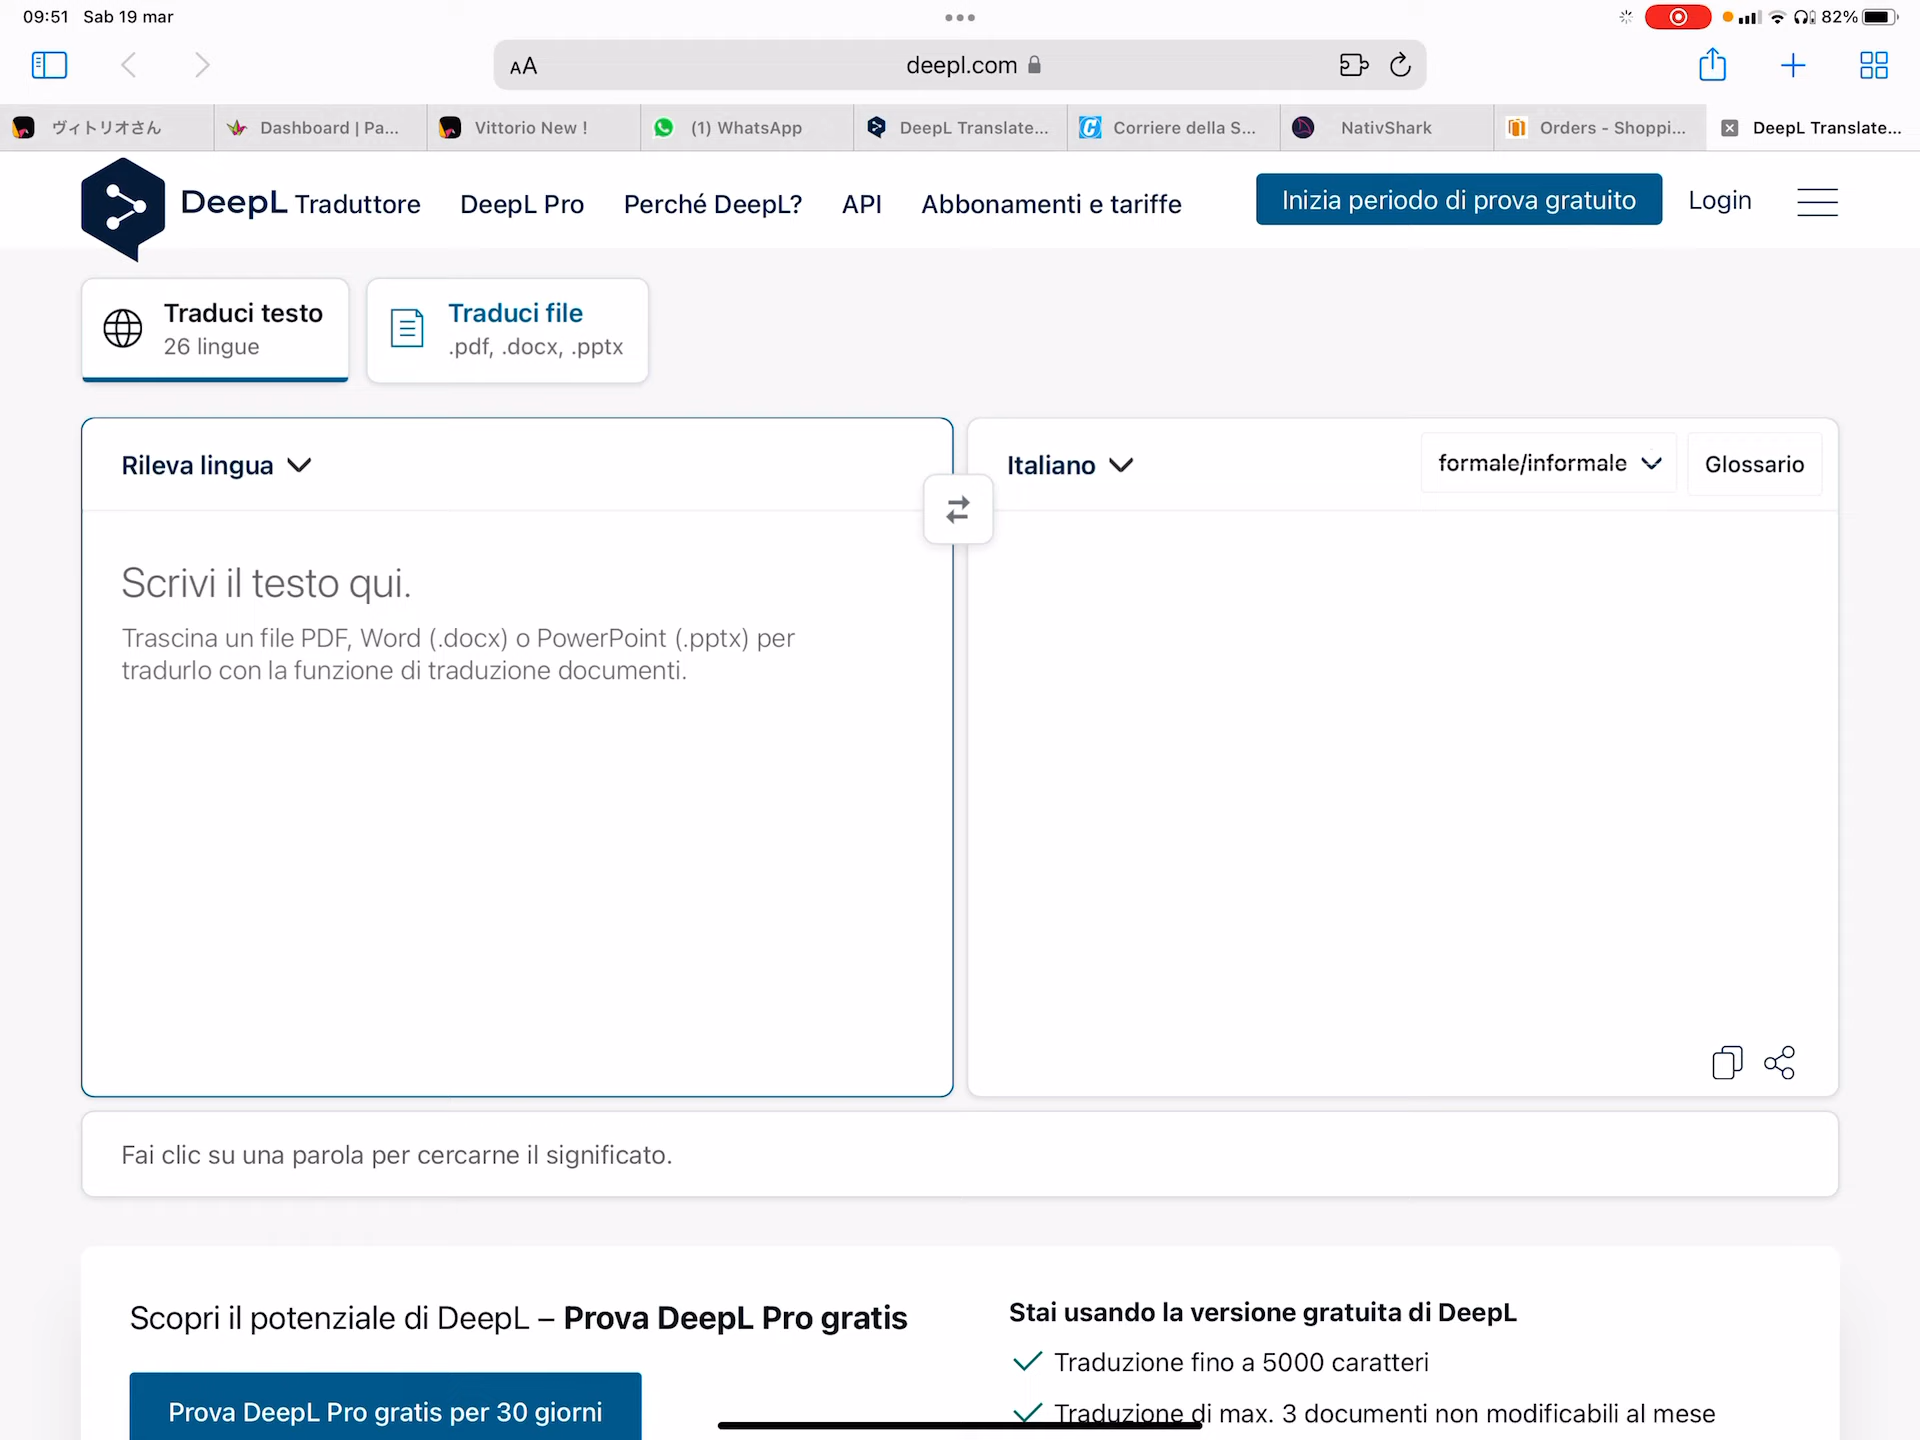 09:51 Sab 19 mar
82%
AA
deepl.com
ヴィトリオさん
Dashboard | Pa...
Vittorio New !
(1) WhatsApp
DeepL Translate...
Corriere della S...
NativShark
Orders - Shoppi...
DeepL Translate...
DeepL Traduttore
DeepL Pro
Perché DeepL?
API
Abbonamenti e tariffe
Inizia periodo di prova gratuito
Login
Traduci testo
26 lingue
Traduci file
.pdf, .docx, .pptx
Rileva lingua
Italiano
formale/informale
Glossario
Scrivi il testo qui.
Trascina un file PDF, Word (.docx) o PowerPoint (.pptx) per
tradurlo con la funzione di traduzione documenti.
Fai clic su una parola per cercarne il significato.
Scopri il potenziale di DeepL – Prova DeepL Pro gratis
Prova DeepL Pro gratis per 30 giorni
Stai usando la versione gratuita di DeepL
Traduzione fino a 5000 caratteri
Traduzione di max. 3 documenti non modificabili al mese